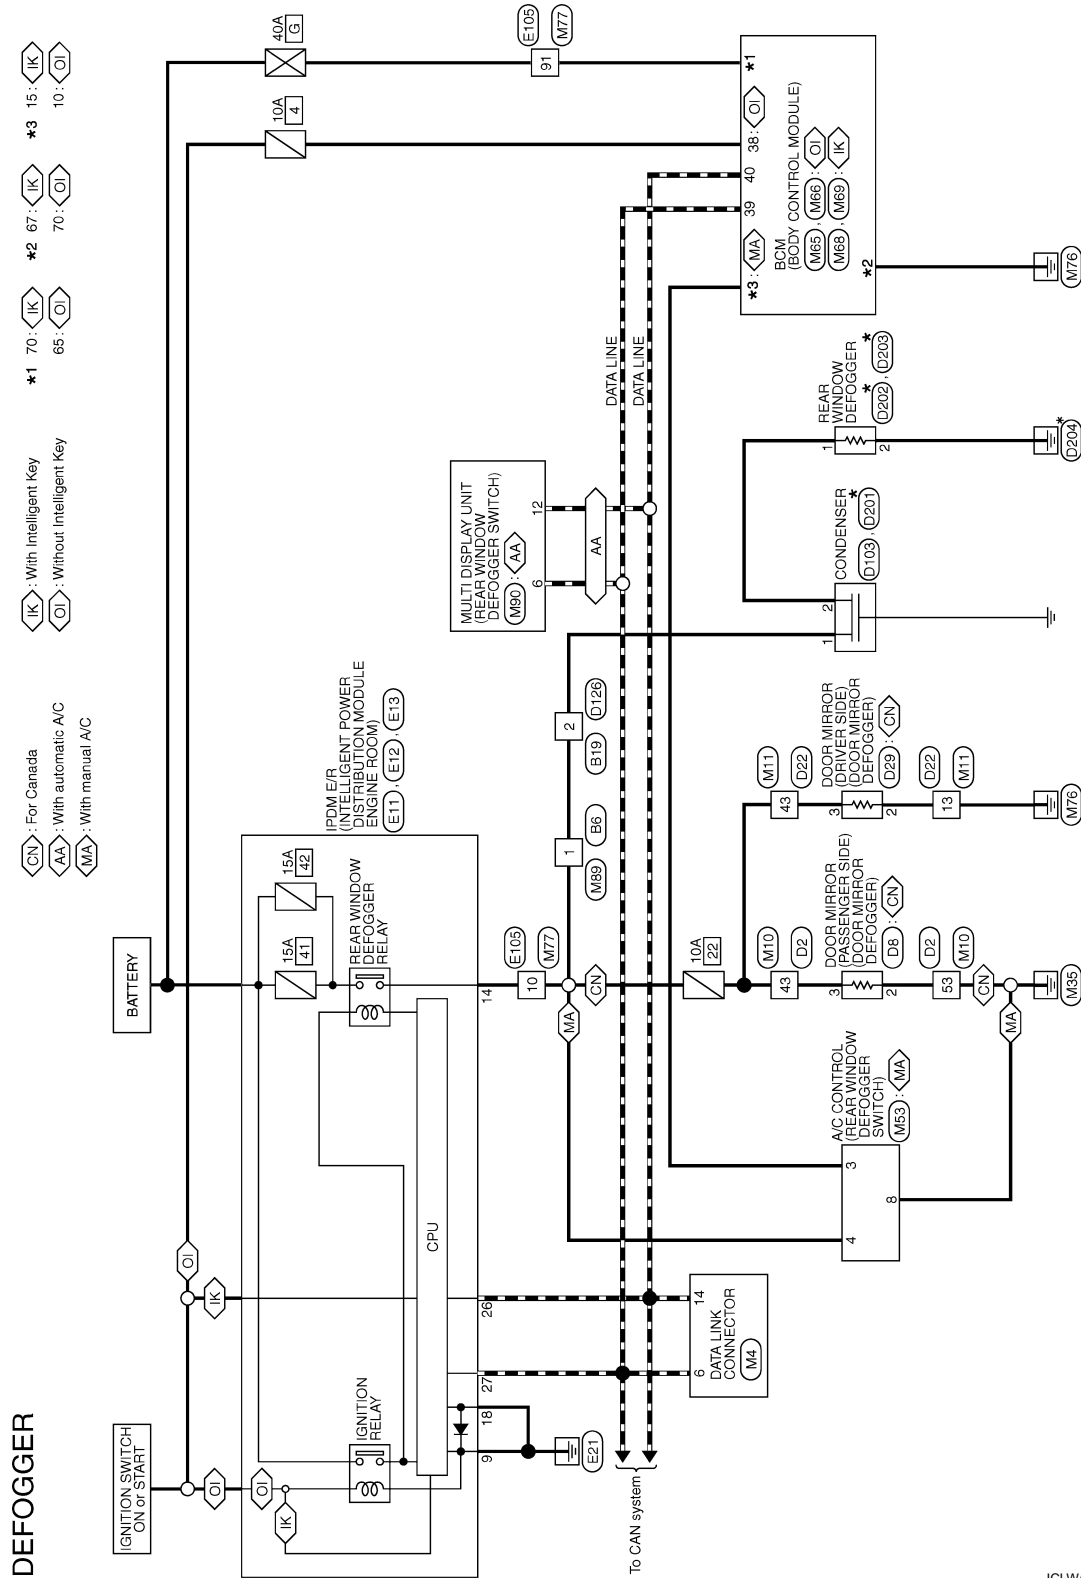 DEFOGGER
IGNITION SWITCH
ON or START
BATTERY
CN : For Canada
AA : With automatic A/C
MA : With manual A/C
IK : With Intelligent Key
OI : Without Intelligent Key
*1 70 : IK
65 : OI
*2 67 : IK
70 : OI
*3 15 : IK
10 : OI
OI
IK
OI
OI
IK
IGNITION
RELAY
CPU
15A
41
15A
42
REAR WINDOW
DEFOGGER
RELAY
IPDM E/R
(INTELLIGENT POWER
DISTRIBUTION MODULE
ENGINE ROOM)
E11 , E12 , E13
10A
4
40A
G
91
E105
M77
9
18
27
26
14
E21
10
E105
M77
MA
CN
1
M89
B6
2
B19
D126
MULTI DISPLAY UNIT
(REAR WINDOW
DEFOGGER SWITCH)
M90 : AA
6
12
AA
DATA LINE
DATA LINE
To CAN system
6
14
DATA LINK
CONNECTOR
M4
A/C CONTROL
(REAR WINDOW
DEFOGGER
SWITCH)
M53 : MA
4
3
8
10A
22
43
M10
D2
DOOR MIRROR
(PASSENGER SIDE)
(DOOR MIRROR
DEFOGGER)
D8 : CN
3
2
53
D2
M10
CN
MA
M35
43
M11
D22
DOOR MIRROR
(DRIVER SIDE)
(DOOR MIRROR
DEFOGGER)
D29 : CN
3
2
13
D22
M11
M76
CONDENSER
D103 , D201 *
1
2
REAR
WINDOW
DEFOGGER
D202 * , D203 *
1
2
D204 *
*3 : MA
39
40
38 : OI
*1
BCM
(BODY CONTROL MODULE)
M65 , M66 : OI
M68 , M69 : IK
*2
M76